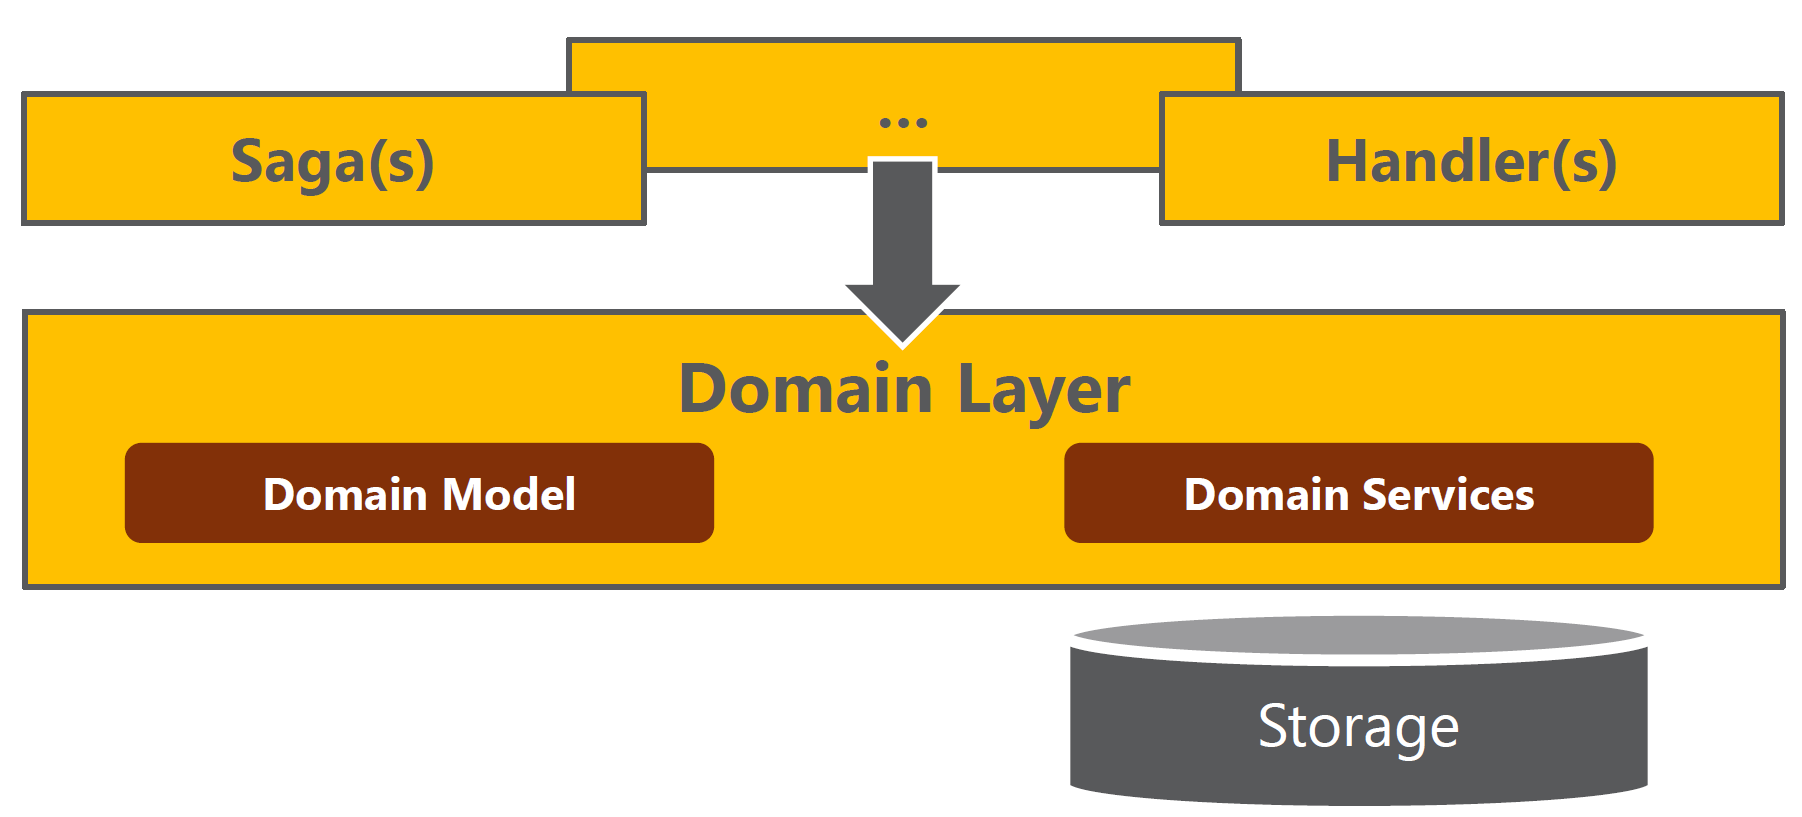 ...
Saga(s)
Handler(s)
Domain Layer
Domain Model
Domain Services
Storage